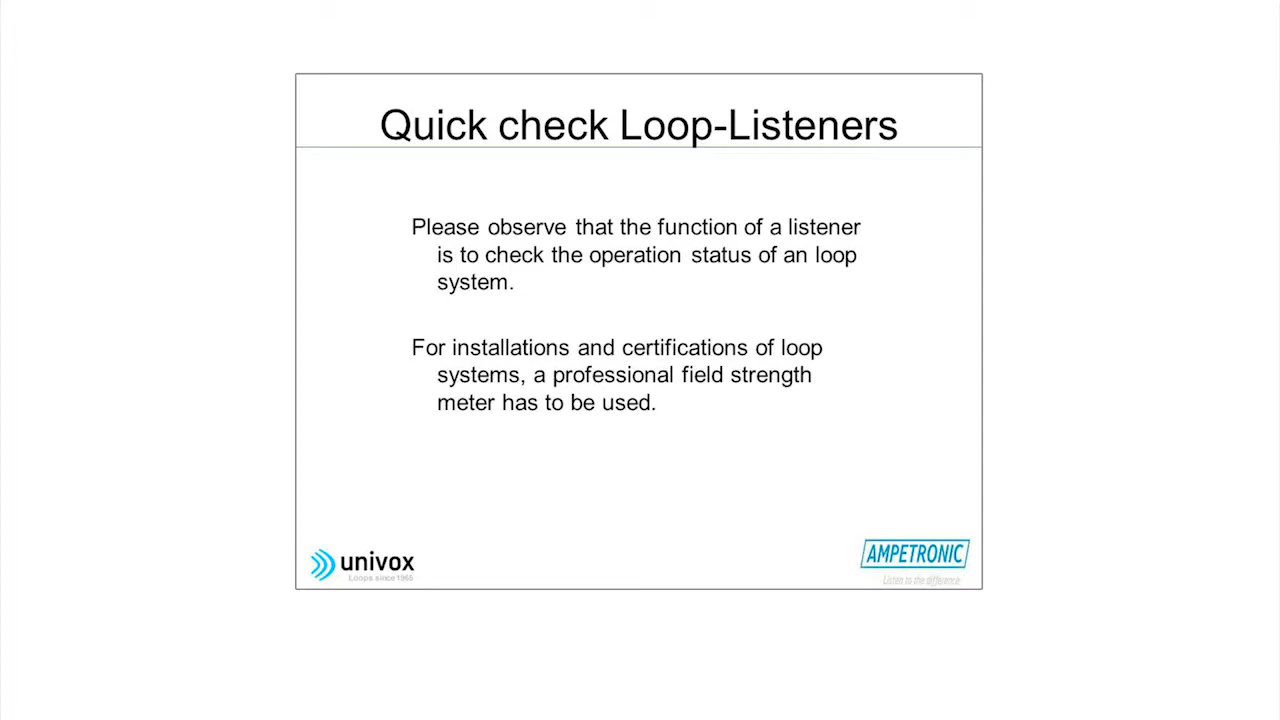 Quick check Loop-Listeners
Please observe that the function of a listener
is to check the operation status of an loop
system.
For installations and certifications of loop
systems, a professional field strength
meter has to be used.
univox
Loops since 1965
AMPETRONIC
Listen to the difference